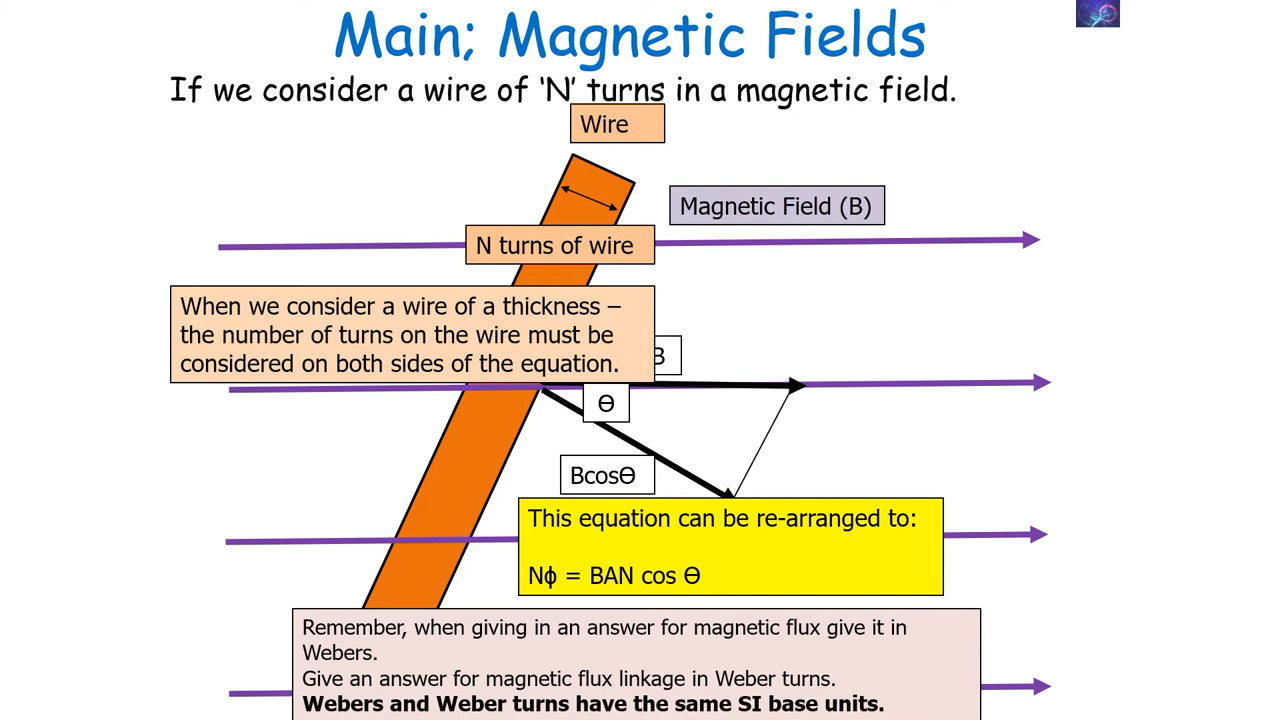 Main; Magnetic Fields
If we consider a wire of ‘N’ turns in a magnetic field.
Wire
Magnetic Field (B)
N turns of wire
When we consider a wire of a thickness –
the number of turns on the wire must be
considered on both sides of the equation.
B
ϴ
Bcosϴ
This equation can be re-arranged to:
Nϕ = BAN cos ϴ
Remember, when giving in an answer for magnetic flux give it in
Webers.
Give an answer for magnetic flux linkage in Weber turns.
Webers and Weber turns have the same SI base units.